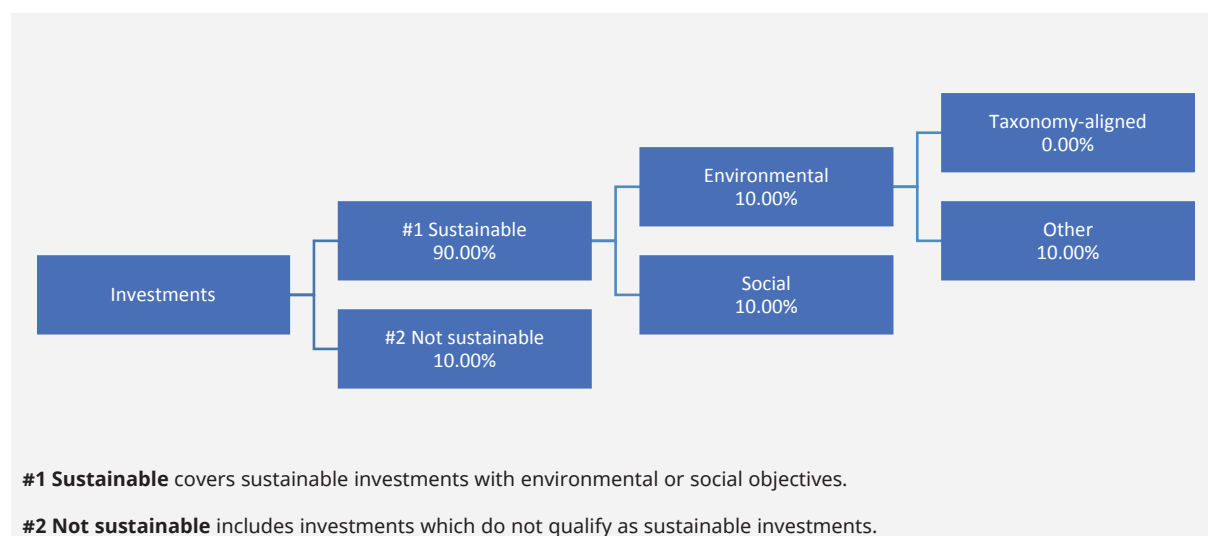 Taxonomy-aligned
0.00%
Environmental
10.00%
#1 Sustainable
90.00%
Other
10.00%
Investments
Social
10.00%
#2 Not sustainable
10.00%
#1 Sustainable covers sustainable investments with environmental or social objectives.
#2 Not sustainable includes investments which do not qualify as sustainable investments.